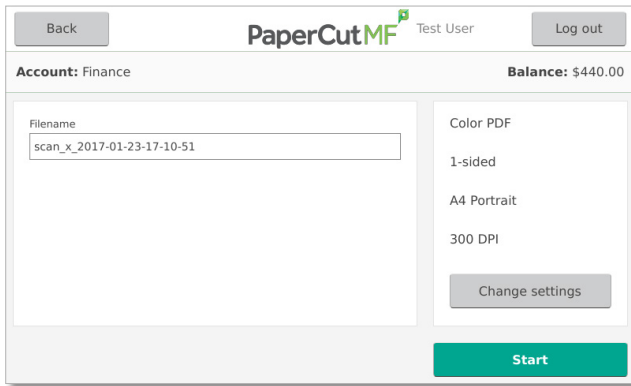 Back
PaperCutMF
Test User
Log out
Account: Finance
Balance: $440.00
Filename
scan_x_2017-01-23-17-10-51
Color PDF
1-sided
A4 Portrait
300 DPI
Change settings
Start